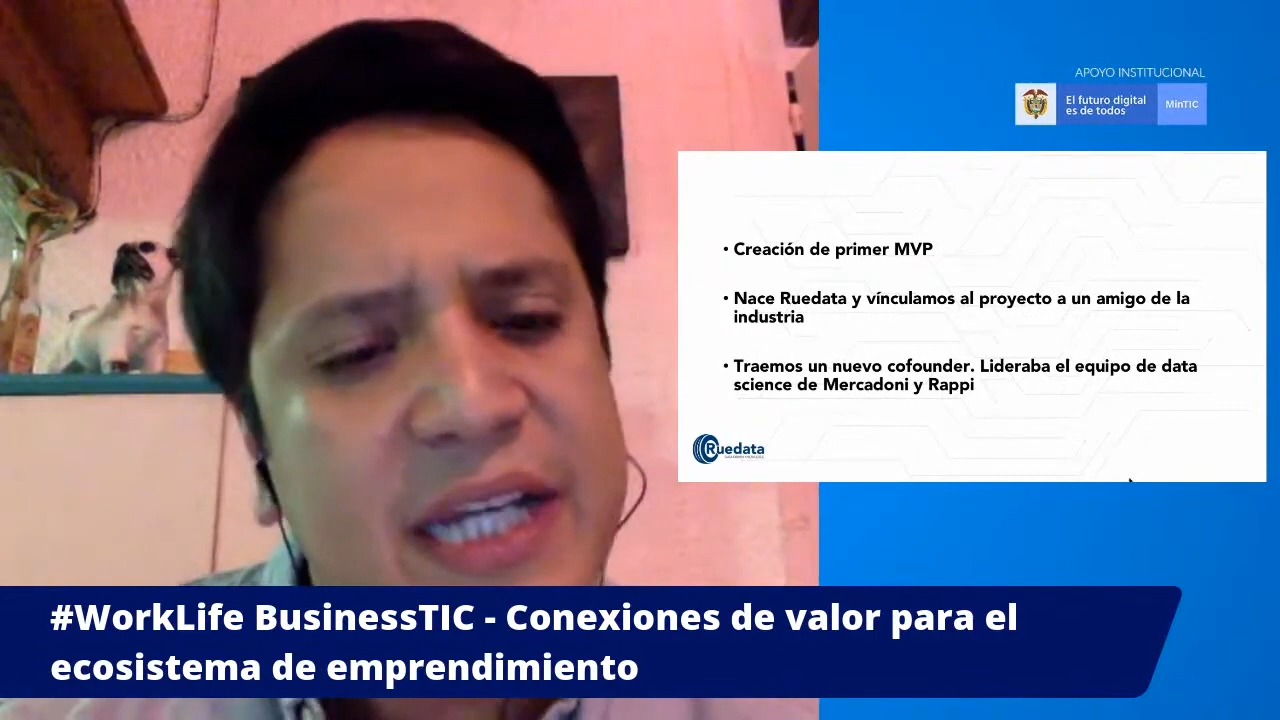 APOYO INSTITUCIONAL
El futuro digital
es de todos
MinTIC
• Creación de primer MVP
• Nace Ruedata y vínculamos al proyecto a un amigo de la
industria
• Traemos un nuevo cofounder. Lideraba el equipo de data
science de Mercadoni y Rappi
Ruedata
#WorkLife BusinessTIC - Conexiones de valor para el
ecosistema de emprendimiento